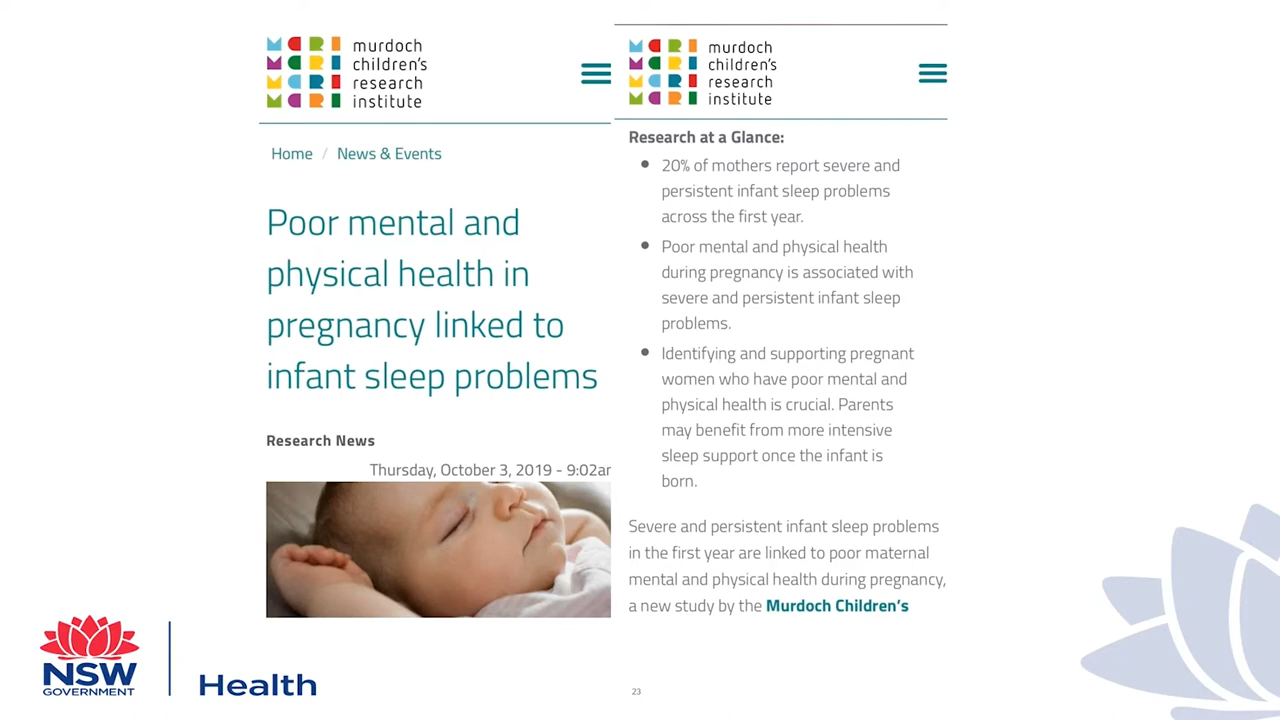 murdoch
children's
research
institute
Home / News & Events
Poor mental and
physical health in
pregnancy linked to
infant sleep problems
Research News
Thursday, October 3, 2019 - 9:02ar
murdoch
children's
research
institute
Research at a Glance:
• 20% of mothers report severe and
persistent infant sleep problems
across the first year.
• Poor mental and physical health
during pregnancy is associated with
severe and persistent infant sleep
problems.
• Identifying and supporting pregnant
women who have poor mental and
physical health is crucial. Parents
may benefit from more intensive
sleep support once the infant is
born.
Severe and persistent infant sleep problems
in the first year are linked to poor maternal
mental and physical health during pregnancy,
a new study by the Murdoch Children's
NSW
GOVERNMENT
Health
23